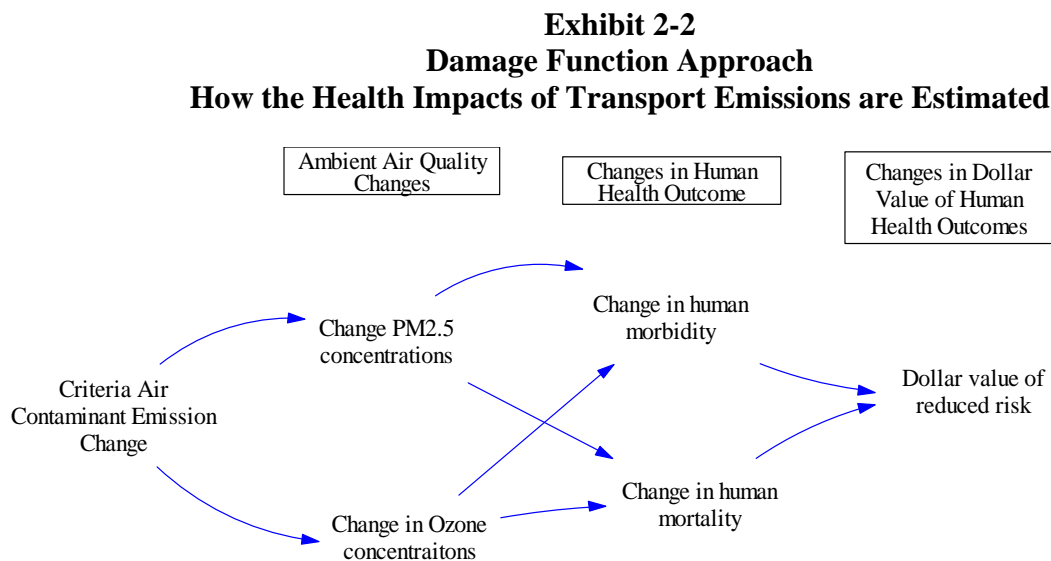 Exhibit 2-2
Damage Function Approach
How the Health Impacts of Transport Emissions are Estimated
Ambient Air Quality
Changes
Changes in Human
Health Outcome
Changes in Dollar
Value of Human
Health Outcomes
Criteria Air
Contaminant Emission
Change
Change PM2.5
concentrations
Change in Ozone
concentraitons
Change in human
morbidity
Change in human
mortality
Dollar value of
reduced risk